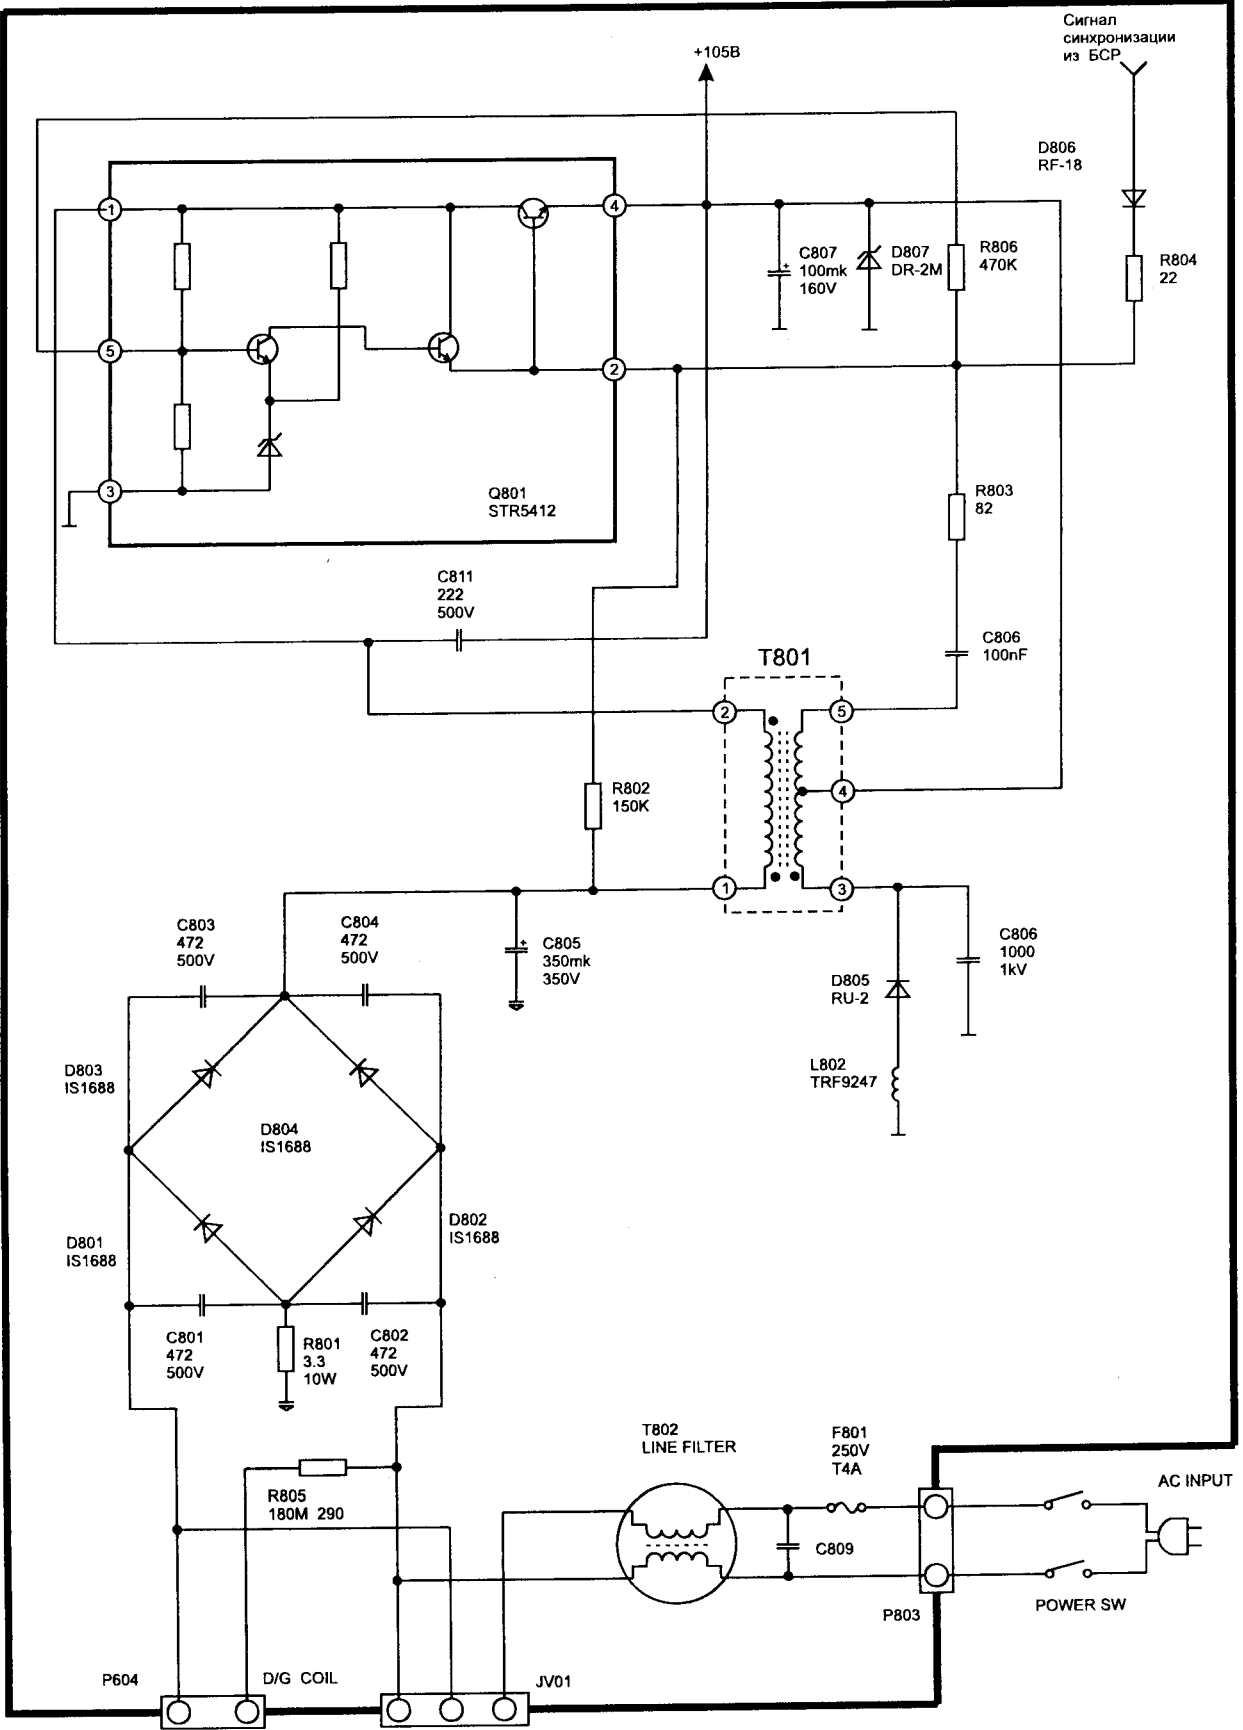 Сигнал
синхронизации
из БСР
+105В
D806
RF-18
1
4
C807
100mk
160V
+
D807
DR-2M
R806
470K
R804
22
5
2
3
Q801
STR5412
R803
82
C811
222
500V
C806
100nF
T801
2
5
R802
150K
4
1
3
C803
472
500V
C804
472
500V
+
C805
350mk
350V
C806
1000
1kV
D805
RU-2
L802
TRF9247
D803
IS1688
D804
IS1688
D801
IS1688
D802
IS1688
C801
472
500V
R801
3.3
10W
C802
472
500V
T802
LINE FILTER
F801
250V
T4A
AC INPUT
R805
180M 290
C809
P803
POWER SW
P604
D/G COIL
JV01